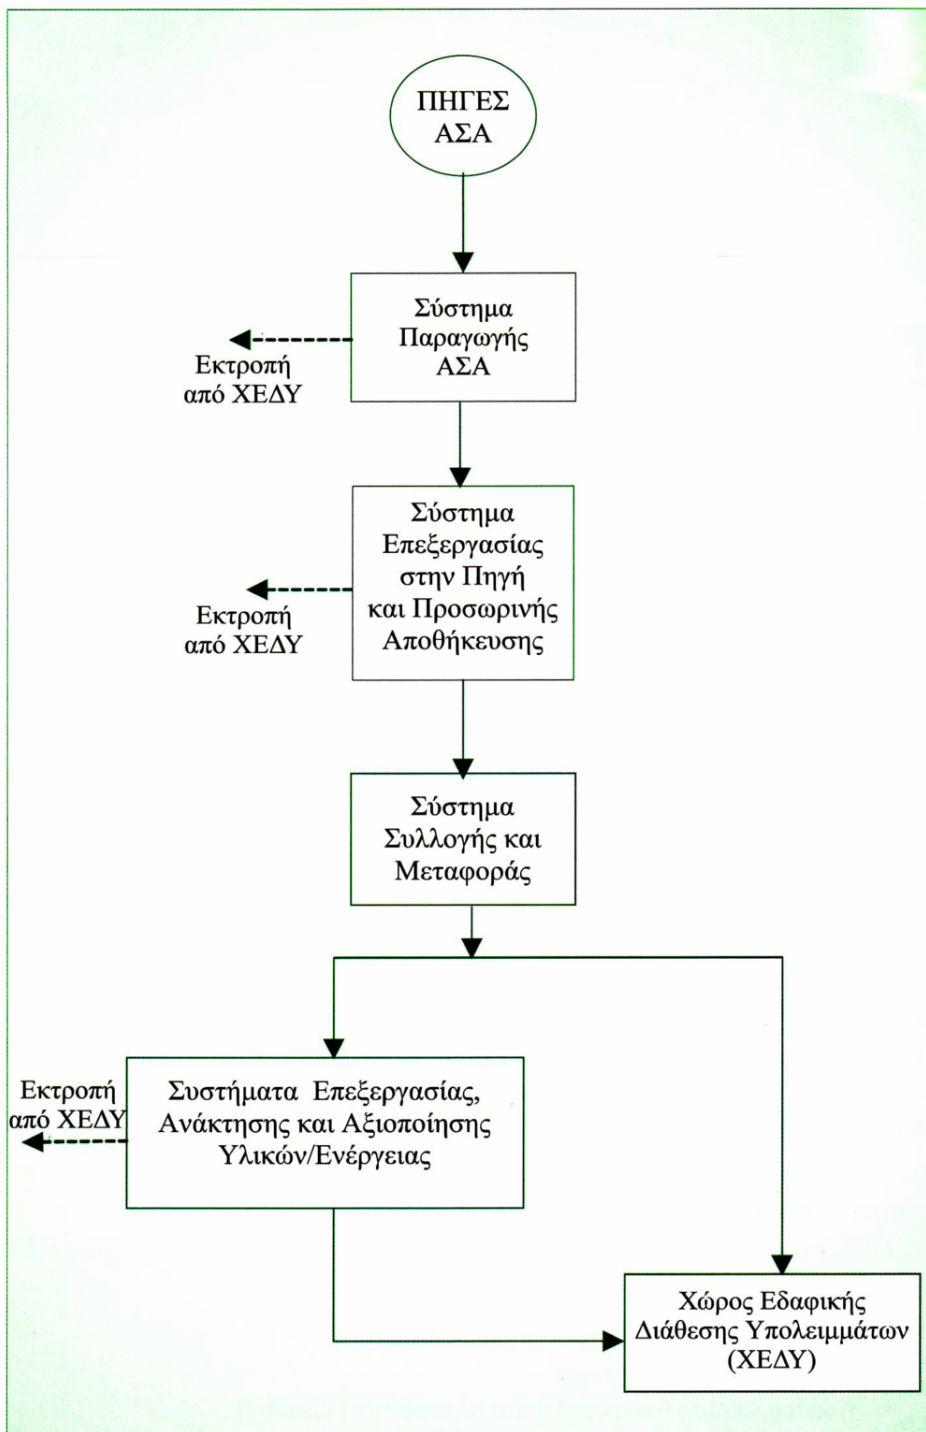 ΠΗΓΕΣ
ΑΣΑ
Σύστημα
Παραγωγής
ΑΣΑ
Εκτροπή
από ΧΕΔΥ
Σύστημα
Επεξεργασίας
στην Πηγή
και Προσωρινής
Αποθήκευσης
Εκτροπή
από ΧΕΔΥ
Σύστημα
Συλλογής και
Μεταφοράς
Εκτροπή
από ΧΕΔΥ
Συστήματα Επεξεργασίας,
Ανάκτησης και Αξιοποίησης
Υλικών/Ενέργειας
Χώρος Εδαφικής
Διάθεσης Υπολειμμάτων
(ΧΕΔΥ)